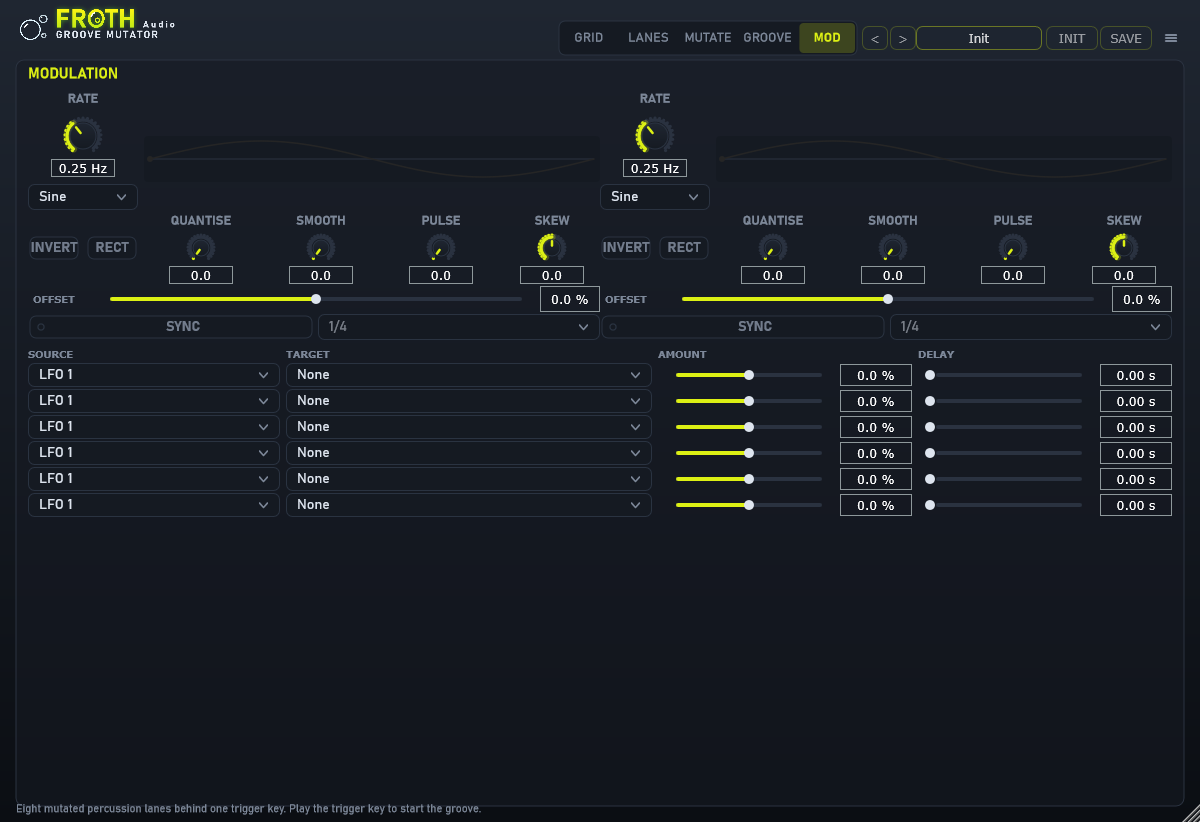 FROTH Audio
GROOVE MUTATOR
GRID LANES MUTATE GROOVE MOD < > Init INIT SAVE
MODULATION
RATE RATE
0.25 Hz 0.25 Hz
Sine Sine
QUANTISE SMOOTH PULSE SKEW QUANTISE SMOOTH PULSE SKEW
INVERT RECT INVERT RECT
0.0 0.0 0.0 0.0 0.0 0.0 0.0 0.0
OFFSET 0.0 % OFFSET 0.0 %
SYNC 1/4 SYNC 1/4
SOURCE TARGET AMOUNT DELAY
LFO 1 None 0.0 % 0.00 s
LFO 1 None 0.0 % 0.00 s
LFO 1 None 0.0 % 0.00 s
LFO 1 None 0.0 % 0.00 s
LFO 1 None 0.0 % 0.00 s
LFO 1 None 0.0 % 0.00 s
Eight mutated percussion lanes behind one trigger key. Play the trigger key to start the groove.